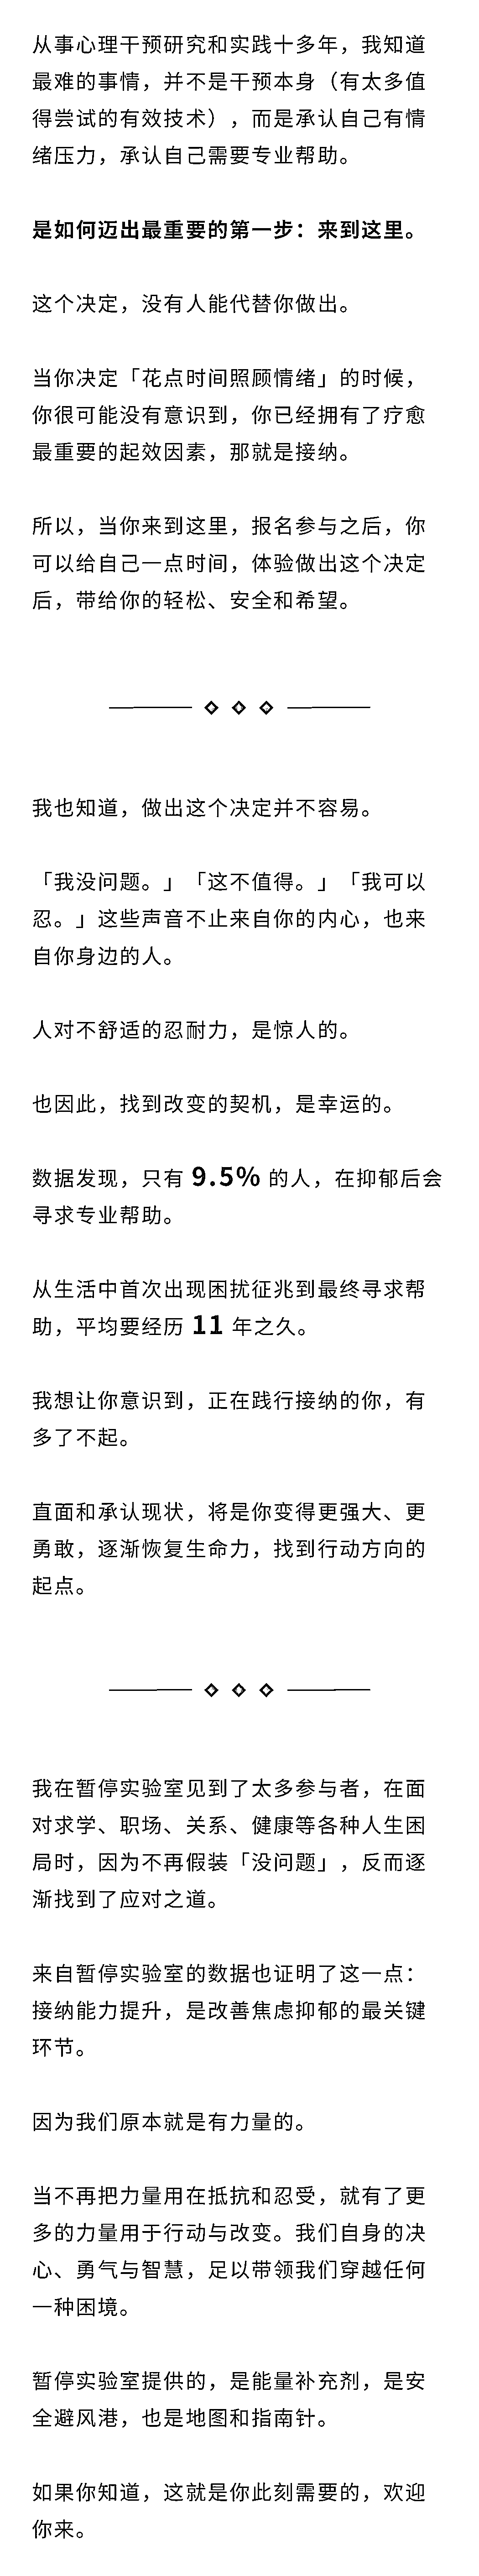 从事心理干预研究和实践十多年，我知道
最难的事情，并不是干预本身（有太多值
得尝试的有效技术），而是承认自己有情
绪压力，承认自己需要专业帮助。
是如何迈出最重要的第一步：来到这里。
这个决定，没有人能代替你做出。
当你决定「花点时间照顾情绪」的时候，
你很可能没有意识到，你已经拥有了疗愈
最重要的起效因素，那就是接纳。
所以，当你来到这里，报名参与之后，你
可以给自己一点时间，体验做出这个决定
后，带给你的轻松、安全和希望。
我也知道，做出这个决定并不容易。
「我没问题。」「这不值得。」「我可以
忍。」这些声音不止来自你的内心，也来
自你身边的人。
人对不舒适的忍耐力，是惊人的。
也因此，找到改变的契机，是幸运的。
数据发现，只有 9.5% 的人，在抑郁后会
寻求专业帮助。
从生活中首次出现困扰征兆到最终寻求帮
助，平均要经历 11 年之久。
我想让你意识到，正在践行接纳的你，有
多了不起。
直面和承认现状，将是你变得更强大、更
勇敢，逐渐恢复生命力，找到行动方向的
起点。
我在暂停实验室见到了太多参与者，在面
对求学、职场、关系、健康等各种人生困
局时，因为不再假装「没问题」，反而逐
渐找到了应对之道。
来自暂停实验室的数据也证明了这一点：
接纳能力提升，是改善焦虑抑郁的最关键
环节。
因为我们原本就是有力量的。
当不再把力量用在抵抗和忍受，就有了更
多的力量用于行动与改变。我们自身的决
心、勇气与智慧，足以带领我们穿越任何
一种困境。
暂停实验室提供的，是能量补充剂，是安
全避风港，也是地图和指南针。
如果你知道，这就是你此刻需要的，欢迎
你来。